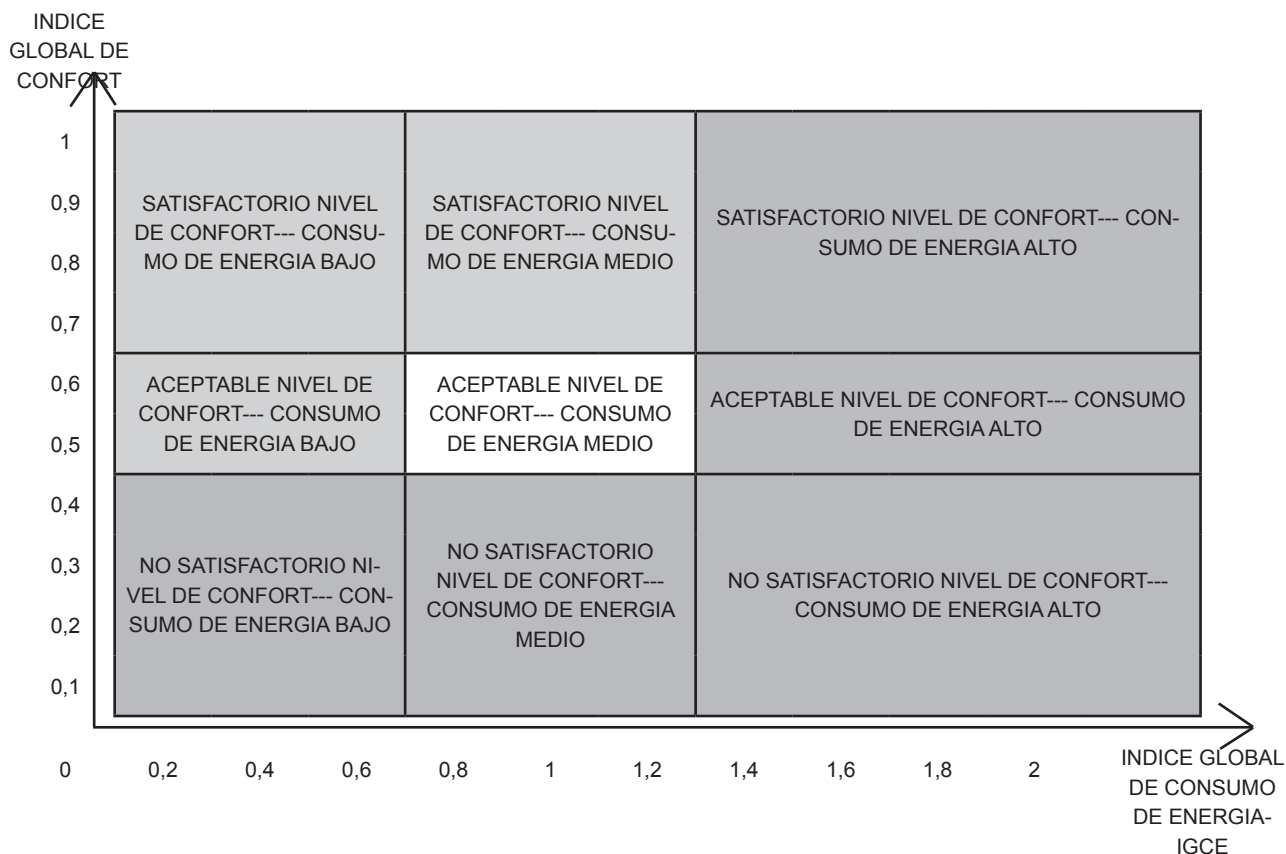 INDICE
GLOBAL DE
CONFORT
1
0,9
0,8
0,7
0,6
0,5
0,4
0,3
0,2
0,1
SATISFACTORIO NIVEL
DE CONFORT--- CONSU-
MO DE ENERGIA BAJO
SATISFACTORIO NIVEL
DE CONFORT--- CONSU-
MO DE ENERGIA MEDIO
SATISFACTORIO NIVEL DE CONFORT--- CON-
SUMO DE ENERGIA ALTO
ACEPTABLE NIVEL DE
CONFORT--- CONSUMO
DE ENERGIA BAJO
ACEPTABLE NIVEL DE
CONFORT--- CONSUMO
DE ENERGIA MEDIO
ACEPTABLE NIVEL DE CONFORT--- CONSUMO
DE ENERGIA ALTO
NO SATISFACTORIO NI-
VEL DE CONFORT--- CON-
SUMO DE ENERGIA BAJO
NO SATISFACTORIO
NIVEL DE CONFORT---
CONSUMO DE ENERGIA
MEDIO
NO SATISFACTORIO NIVEL DE CONFORT---
CONSUMO DE ENERGIA ALTO
0 0,2 0,4 0,6 0,8 1 1,2 1,4 1,6 1,8 2
INDICE GLOBAL
DE CONSUMO
DE ENERGIA-
IGCE